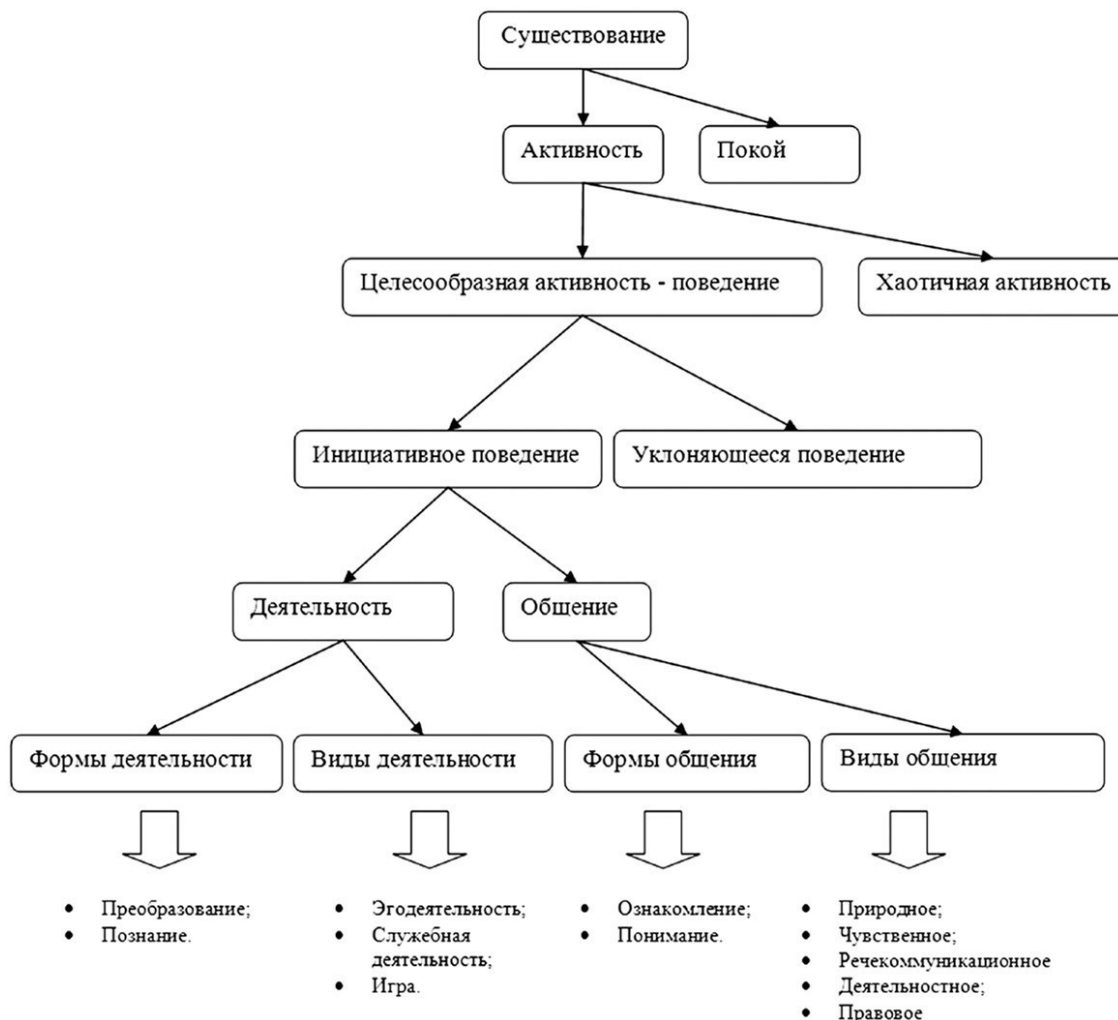 Существование
Активность
Покой
Целесообразная активность - поведение
Хаотичная активность
Инициативное поведение
Уклоняющееся поведение
Деятельность
Общение
Формы деятельности
Виды деятельности
Формы общения
Виды общения
• Преобразование;
• Познание.
• Эгодеятельность;
• Служебная
деятельность;
• Игра.
• Ознакомление;
• Понимание.
• Природное;
• Чувственное;
• Речекоммуникационное
• Деятельностное;
• Правовое